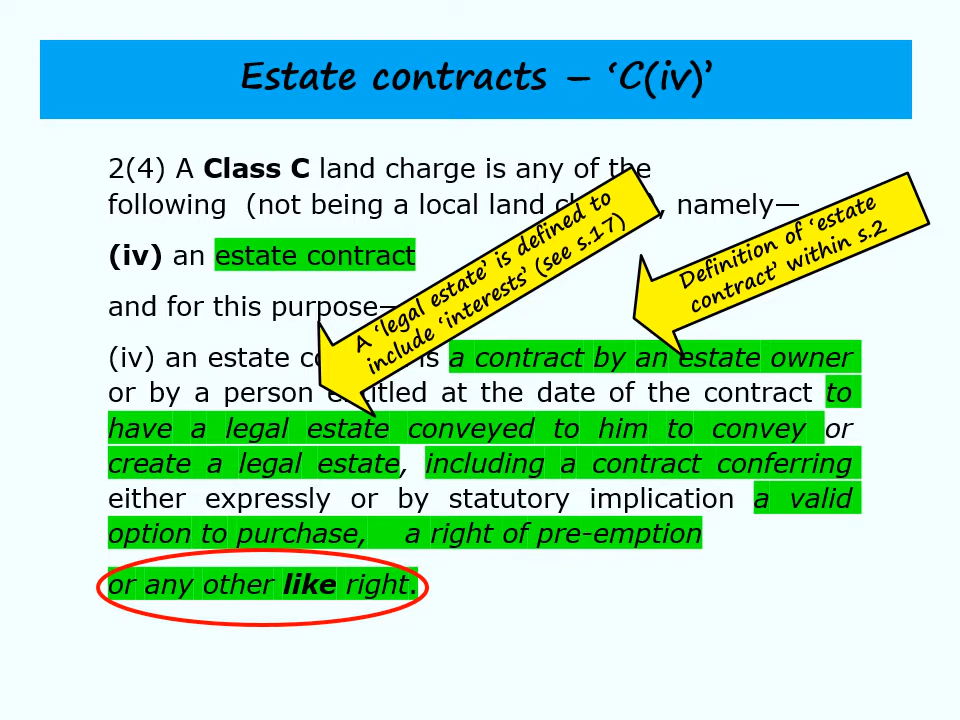 Estate contracts – ‘C(iv)’
2(4) A Class C land charge is any of the
following (not being a local land , namely—
(iv) an estate contract
and for this purpose—
(iv) an estate is a contract by an estate owner
or by a person entitled at the date of the contract to
have a legal estate conveyed to him to convey or
create a legal estate, including a contract conferring
either expressly or by statutory implication a valid
option to purchase, a right of pre-emption
or any other like right.
A ‘legal estate’ is defined to
include ‘interests’ (see s.17)
Definition of ‘estate
contract’ within s.2